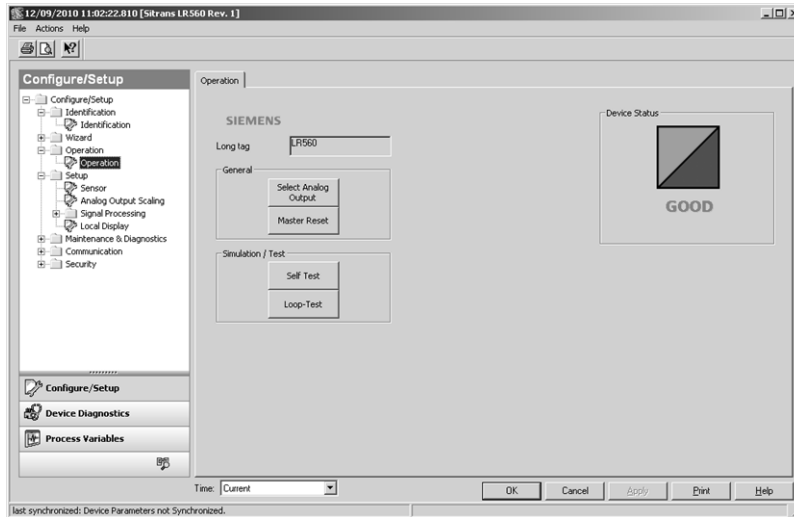 12/09/2010 11:02:22.810 [Sitrans LR560 Rev. 1]
File Actions Help
Configure/Setup
Configure/Setup
Identification
Identification
Wizard
Operation
Operation
Setup
Sensor
Analog Output Scaling
Signal Processing
Local Display
Maintenance & Diagnostics
Communication
Security
Configure/Setup
Device Diagnostics
Process Variables
Operation
SIEMENS
Long tag LR560
General
Select Analog
Output
Master Reset
Simulation / Test
Self Test
Loop-Test
Device Status
GOOD
Time: Current
OK Cancel Apply Print Help
last synchronized: Device Parameters not Synchronized.